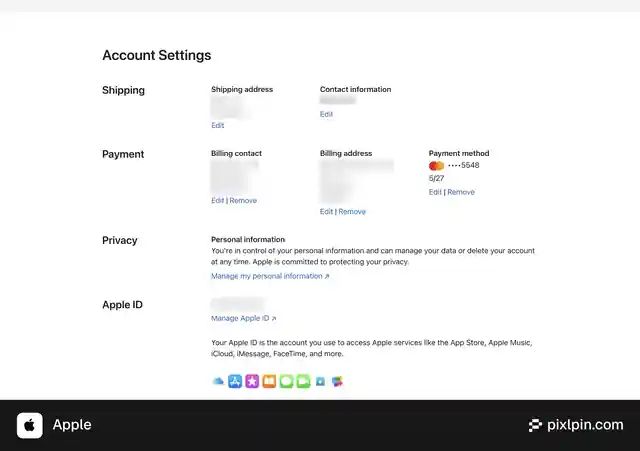 Account Settings
Shipping
Shipping address
Contact information
Edit
Edit
Payment
Billing contact
Billing address
Payment method
••••5548
5/27
Edit | Remove
Edit | Remove
Edit | Remove
Privacy
Personal information
You're in control of your personal information and can manage your data or delete your account
at any time. Apple is committed to protecting your privacy.
Manage my personal information ↗
Apple ID
Manage Apple ID ↗
Your Apple ID is the account you use to access Apple services like the App Store, Apple Music,
iCloud, iMessage, FaceTime, and more.
Apple
pixlpin.com